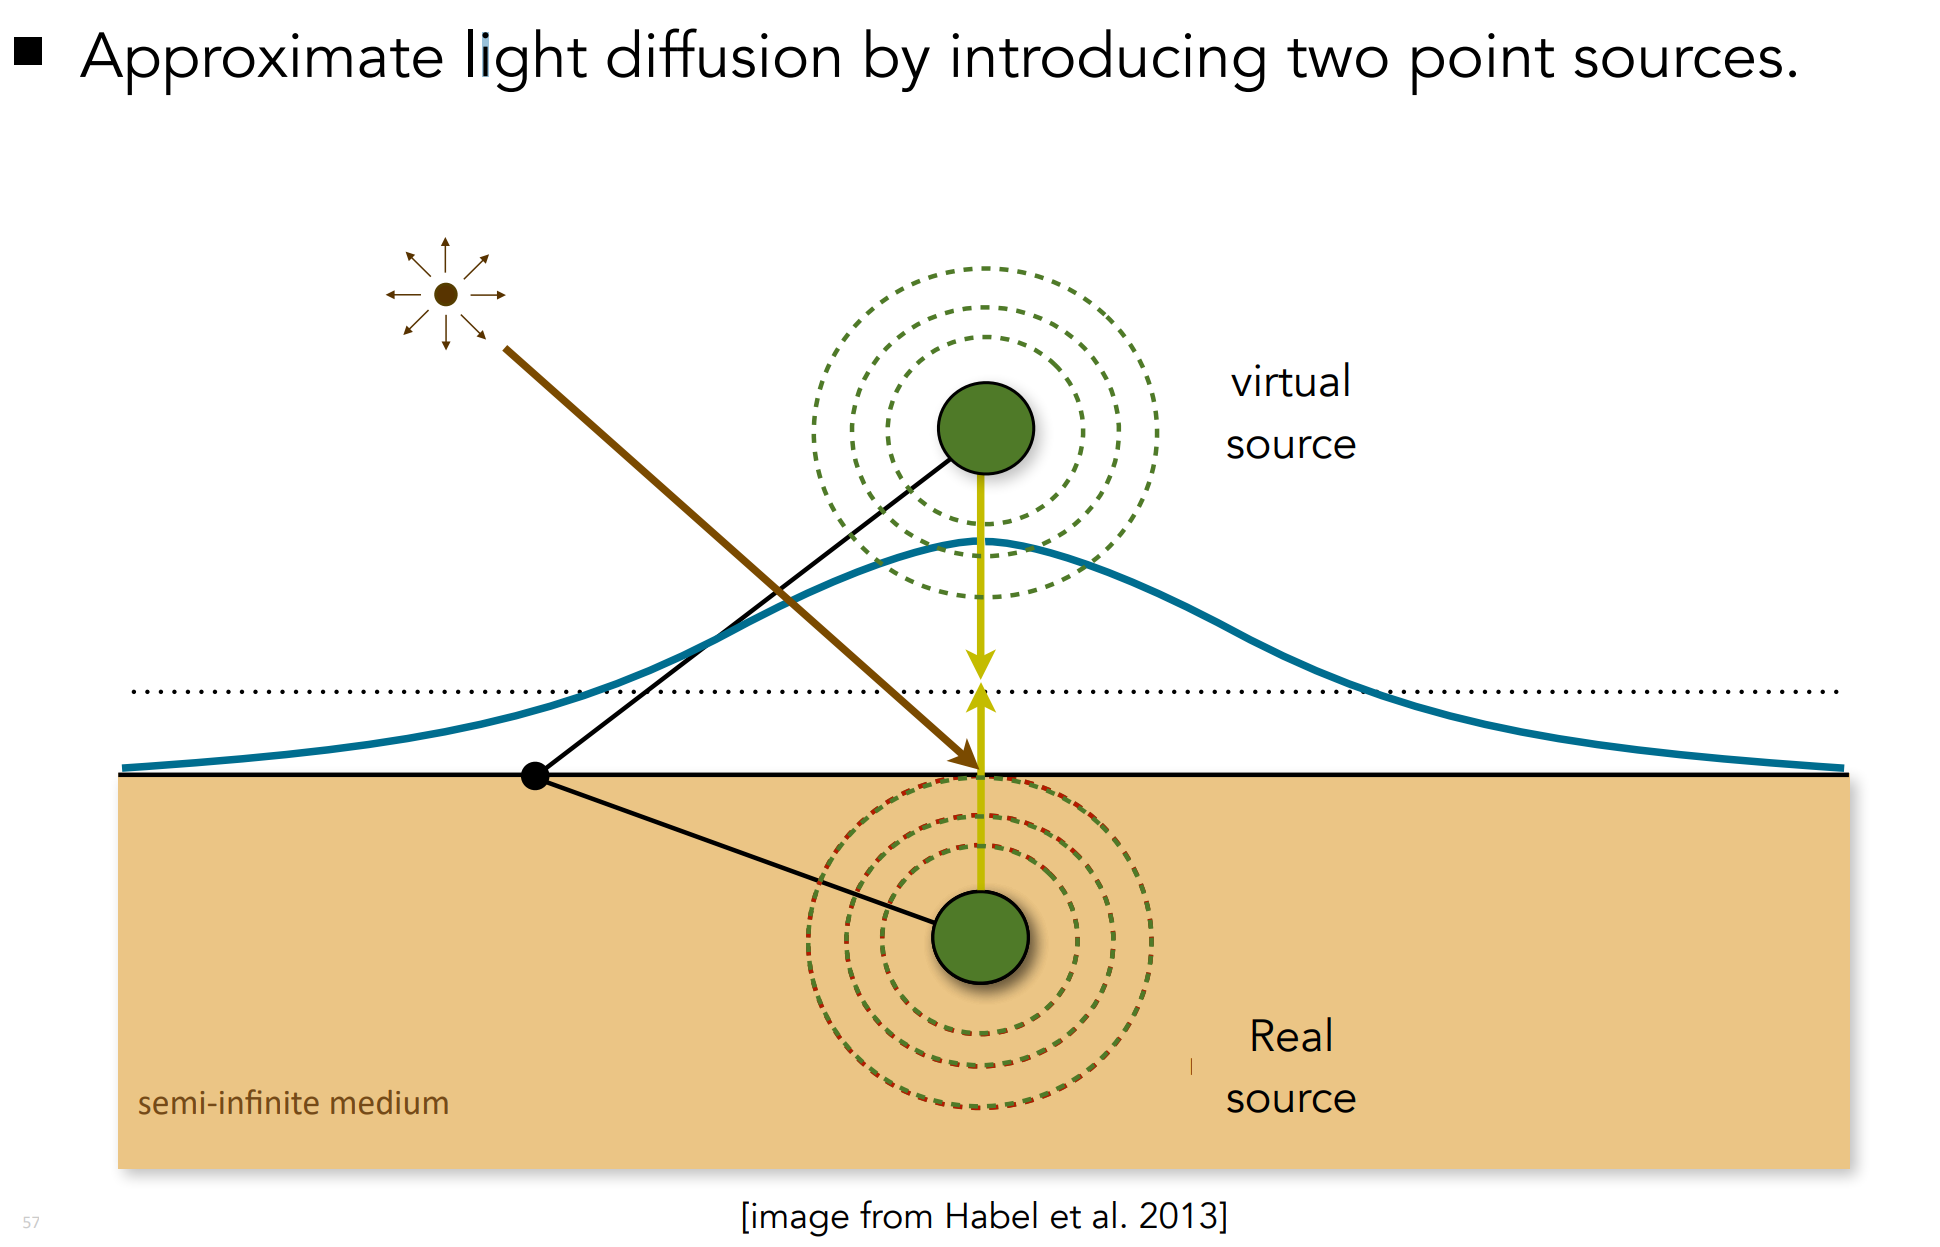 Approximate light diffusion by introducing two point sources.
virtual
source
Real
source
semi-infinite medium
[image from Habel et al. 2013]
57